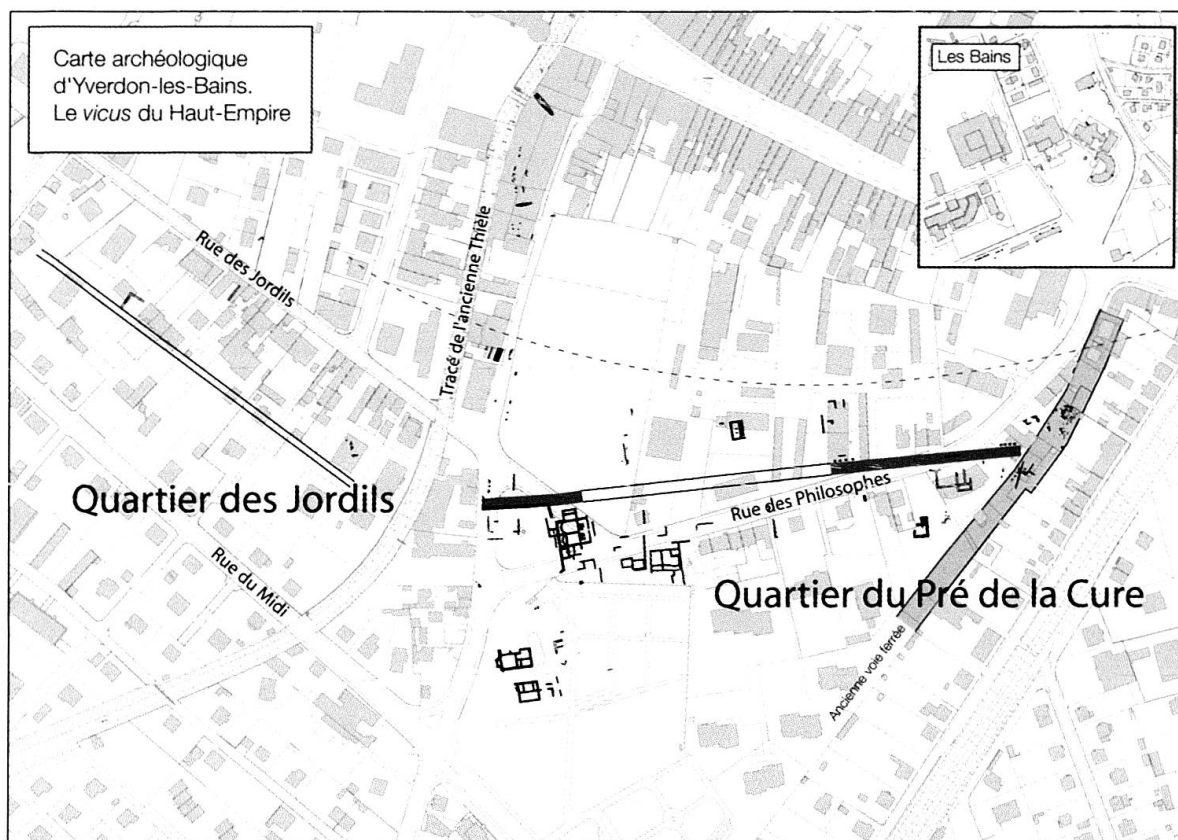 Carte archéologique
d'Yverdon-les-Bains.
Le vicus du Haut-Empire
Les Bains
Rue des Jordils
Tracé de l'ancienne Thièle
Quartier des Jordils
Rue des Philosophes
Rue du Midi
Quartier du Pré de la Cure
Ancienne voie ferrée